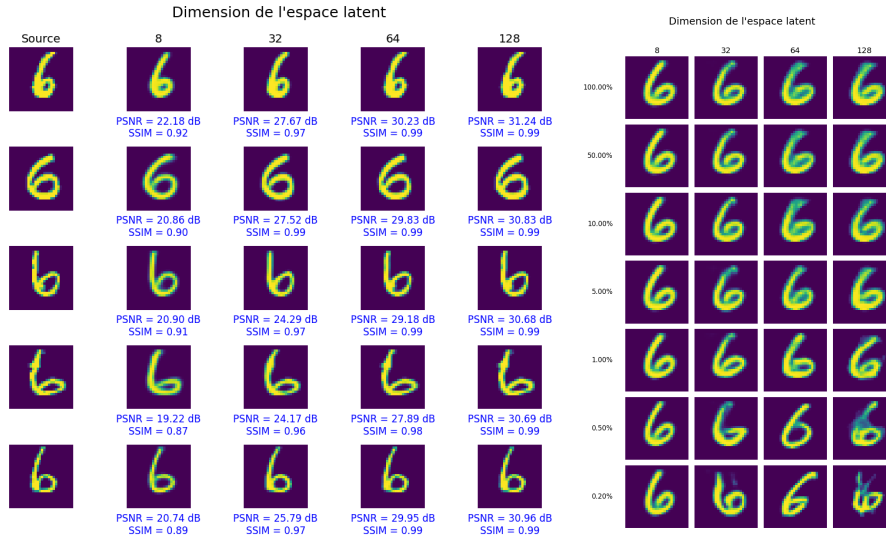 Dimension de l'espace latent
Source 8 32 64 128
PSNR = 22.18 dB PSNR = 27.67 dB PSNR = 30.23 dB PSNR = 31.24 dB
SSIM = 0.92 SSIM = 0.97 SSIM = 0.99 SSIM = 0.99
PSNR = 20.86 dB PSNR = 27.52 dB PSNR = 29.83 dB PSNR = 30.83 dB
SSIM = 0.90 SSIM = 0.99 SSIM = 0.99 SSIM = 0.99
PSNR = 20.90 dB PSNR = 24.29 dB PSNR = 29.18 dB PSNR = 30.68 dB
SSIM = 0.91 SSIM = 0.97 SSIM = 0.99 SSIM = 0.99
PSNR = 19.22 dB PSNR = 24.17 dB PSNR = 27.89 dB PSNR = 30.69 dB
SSIM = 0.87 SSIM = 0.96 SSIM = 0.98 SSIM = 0.99
PSNR = 20.74 dB PSNR = 25.79 dB PSNR = 29.95 dB PSNR = 30.96 dB
SSIM = 0.89 SSIM = 0.97 SSIM = 0.99 SSIM = 0.99
Dimension de l'espace latent
8 32 64 128
100.00%
50.00%
10.00%
5.00%
1.00%
0.50%
0.20%